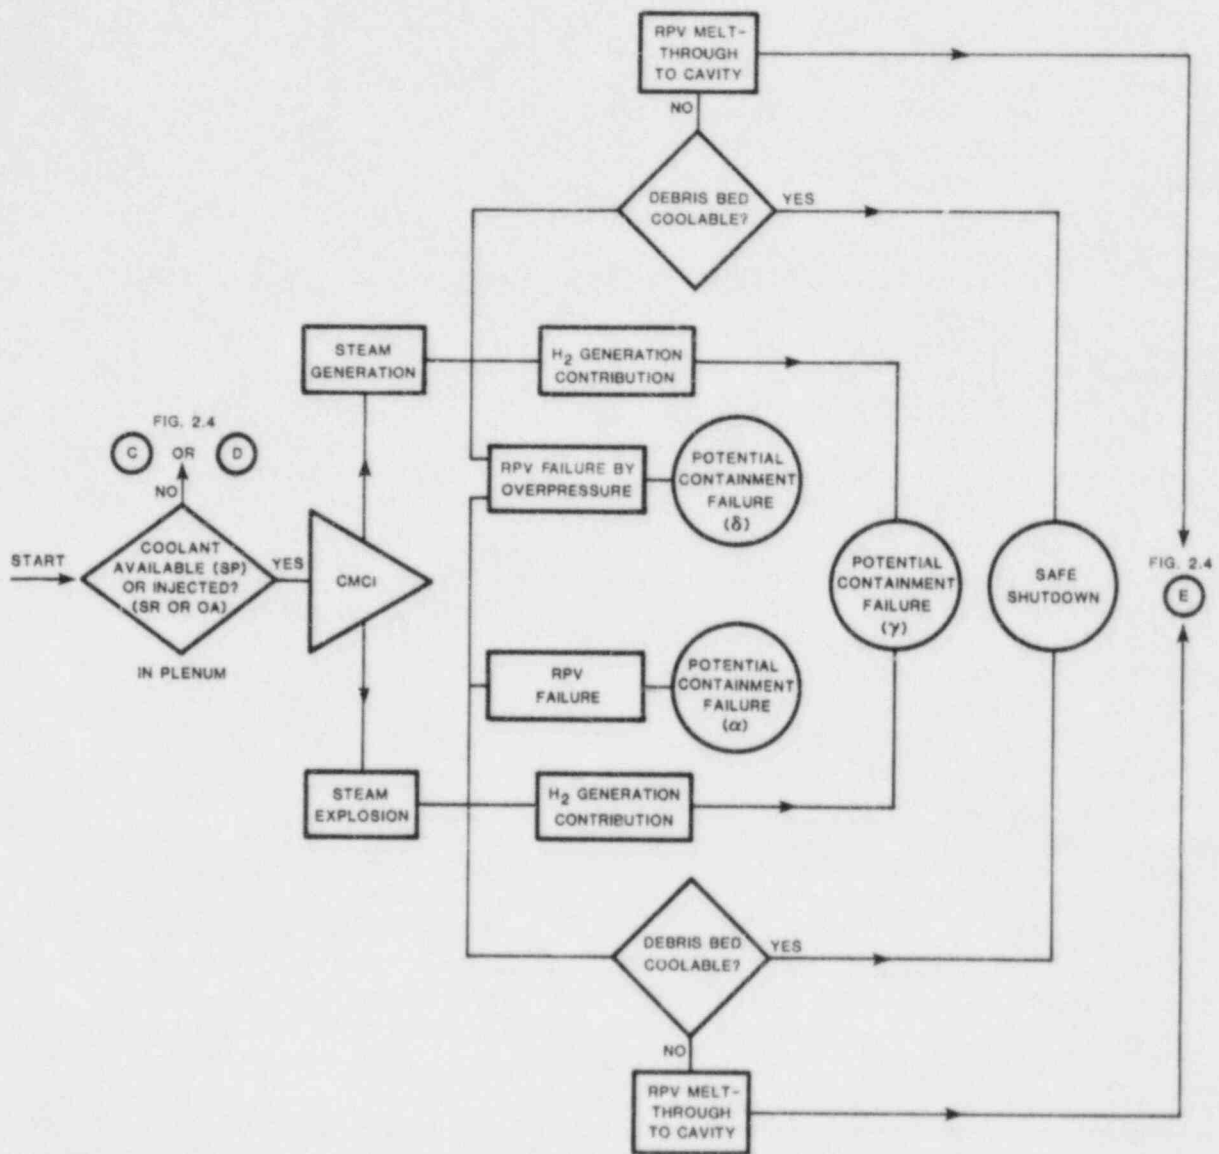 RPV MELT-
THROUGH
TO CAVITY
NO
DEBRIS BED
COOLABLE?
YES
STEAM
GENERATION
H₂ GENERATION
CONTRIBUTION
FIG. 2.4
C OR D
NO
RPV FAILURE BY
OVERPRESSURE
POTENTIAL
CONTAINMENT
FAILURE
(δ)
START
COOLANT
AVAILABLE (SP)
OR INJECTED?
(SR OR OA)
YES
IN PLENUM
CMCI
POTENTIAL
CONTAINMENT
FAILURE
(γ)
SAFE
SHUTDOWN
FIG. 2.4
E
RPV
FAILURE
POTENTIAL
CONTAINMENT
FAILURE
(α)
STEAM
EXPLOSION
H₂ GENERATION
CONTRIBUTION
DEBRIS BED
COOLABLE?
YES
NO
RPV MELT-
THROUGH
TO CAVITY